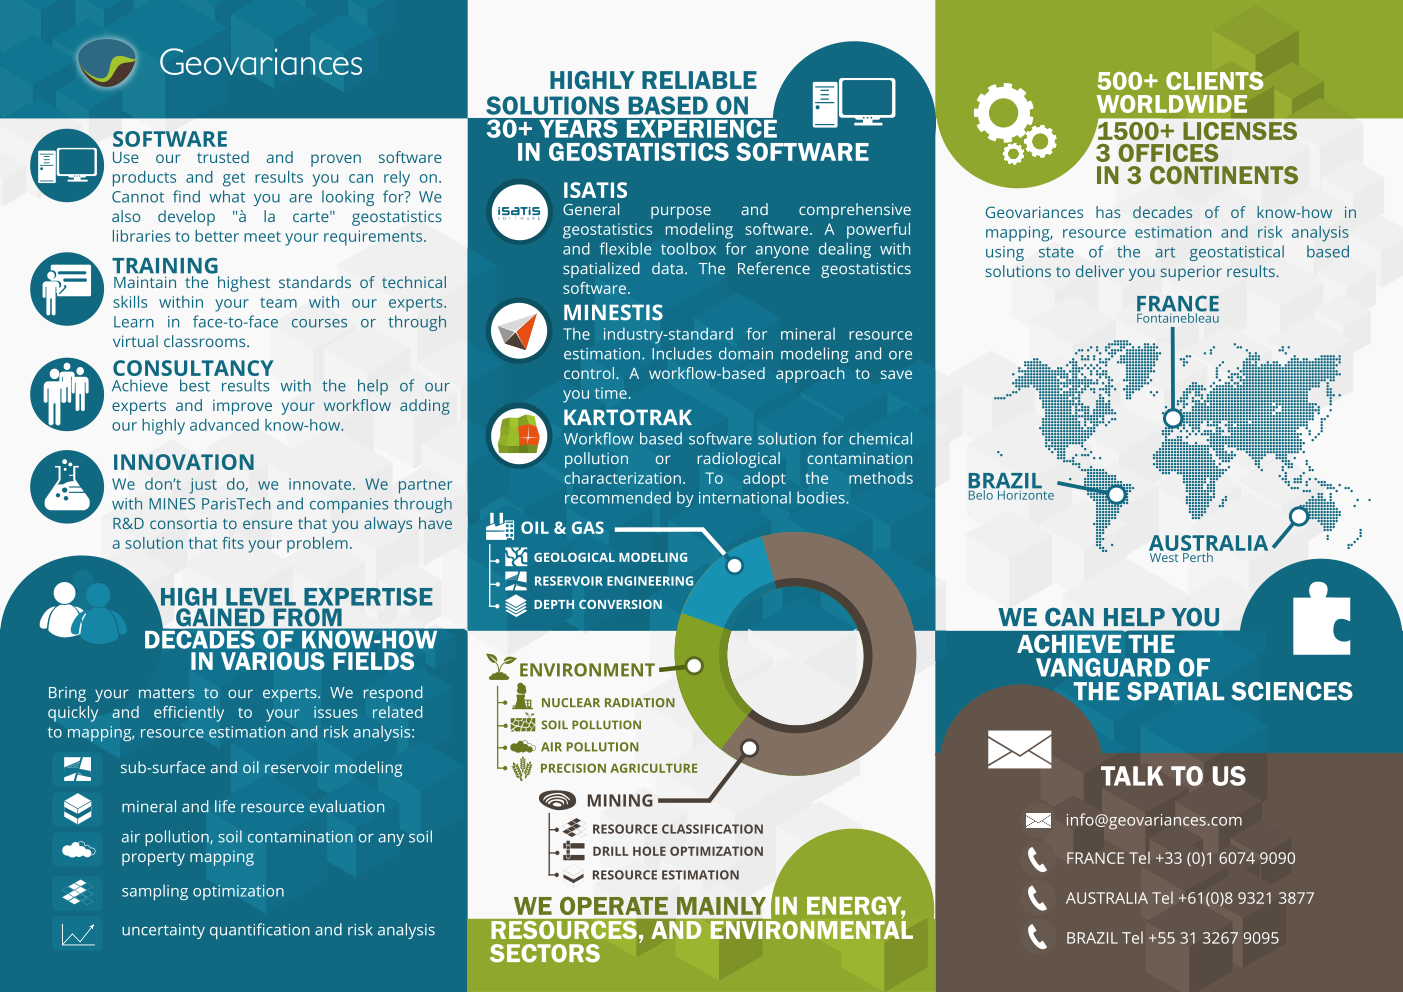 Geovariances
SOFTWARE
Use our trusted and proven software
products and get results you can rely on.
Cannot find what you are looking for? We
also develop "à la carte" geostatistics
libraries to better meet your requirements.
TRAINING
Maintain the highest standards of technical
skills within your team with our experts.
Learn in face-to-face courses or through
virtual classrooms.
CONSULTANCY
Achieve best results with the help of our
experts and improve your workflow adding
our highly advanced know-how.
INNOVATION
We don't just do, we innovate. We partner
with MINES ParisTech and companies through
R&D consortia to ensure that you always have
a solution that fits your problem.
HIGH LEVEL EXPERTISE
GAINED FROM
DECADES OF KNOW-HOW
IN VARIOUS FIELDS
Bring your matters to our experts. We respond
quickly and efficiently to your issues related
to mapping, resource estimation and risk analysis:
sub-surface and oil reservoir modeling
mineral and life resource evaluation
air pollution, soil contamination or any soil
property mapping
sampling optimization
uncertainty quantification and risk analysis
HIGHLY RELIABLE
SOLUTIONS BASED ON
30+ YEARS EXPERIENCE
IN GEOSTATISTICS SOFTWARE
isatis
SOFTWARE
ISATIS
General purpose and comprehensive
geostatistics modeling software. A powerful
and flexible toolbox for anyone dealing with
spatialized data. The Reference geostatistics
software.
MINESTIS
The industry-standard for mineral resource
estimation. Includes domain modeling and ore
control. A workflow-based approach to save
you time.
KARTOTRAK
Workflow based software solution for chemical
pollution or radiological contamination
characterization. To adopt the methods
recommended by international bodies.
OIL & GAS
GEOLOGICAL MODELING
RESERVOIR ENGINEERING
DEPTH CONVERSION
ENVIRONMENT
NUCLEAR RADIATION
SOIL POLLUTION
AIR POLLUTION
PRECISION AGRICULTURE
MINING
RESOURCE CLASSIFICATION
DRILL HOLE OPTIMIZATION
RESOURCE ESTIMATION
WE OPERATE MAINLY IN ENERGY,
RESOURCES, AND ENVIRONMENTAL
SECTORS
500+ CLIENTS
WORLDWIDE
1500+ LICENSES
3 OFFICES
IN 3 CONTINENTS
Geovariances has decades of of know-how in
mapping, resource estimation and risk analysis
using state of the art geostatistical based
solutions to deliver you superior results.
FRANCE
Fontainebleau
BRAZIL
Belo Horizonte
AUSTRALIA
West Perth
WE CAN HELP YOU
ACHIEVE THE
VANGUARD OF
THE SPATIAL SCIENCES
TALK TO US
info@geovariances.com
FRANCE Tel +33 (0)1 6074 9090
AUSTRALIA Tel +61(0)8 9321 3877
BRAZIL Tel +55 31 3267 9095